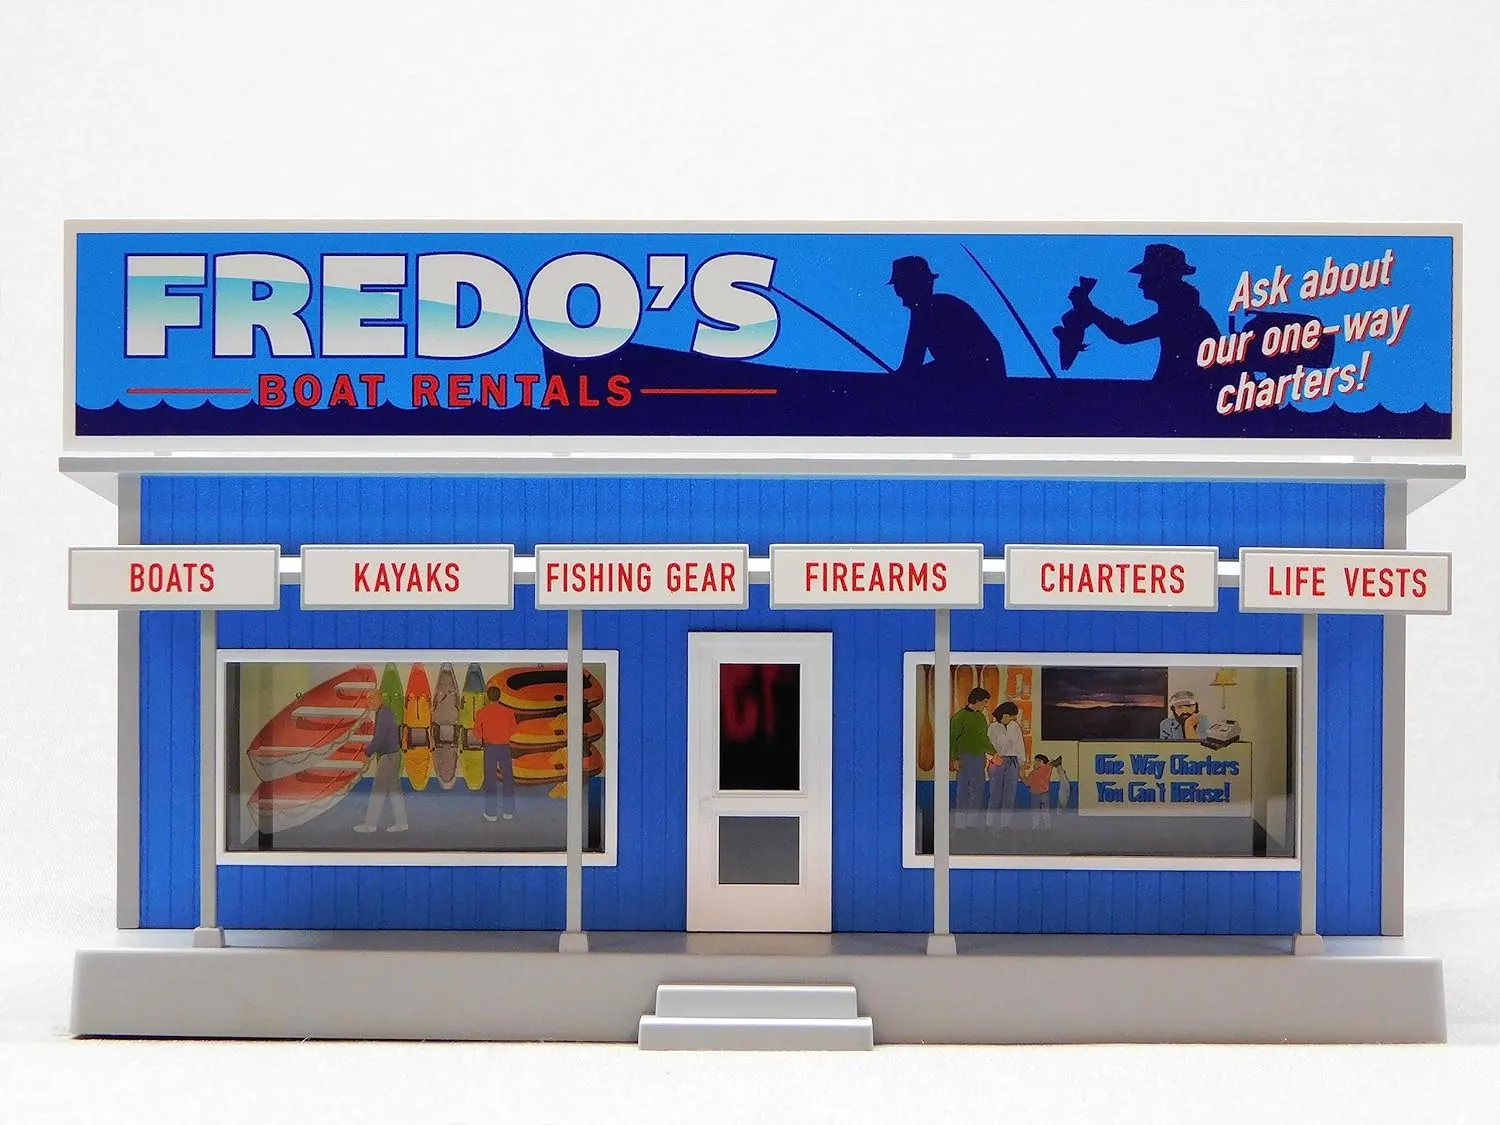 FREDO'S
BOAT RENTALS
Ask about
our one-way
charters!
BOATS
KAYAKS
FISHING GEAR
FIREARMS
CHARTERS
LIFE VESTS
One Way Charters
You Can't Refuse!